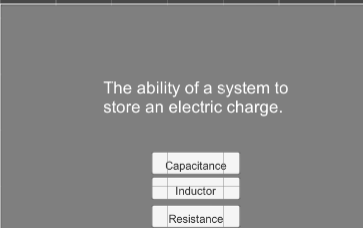 The ability of a system to
store an electric charge.
Capacitance
Inductor
Resistance